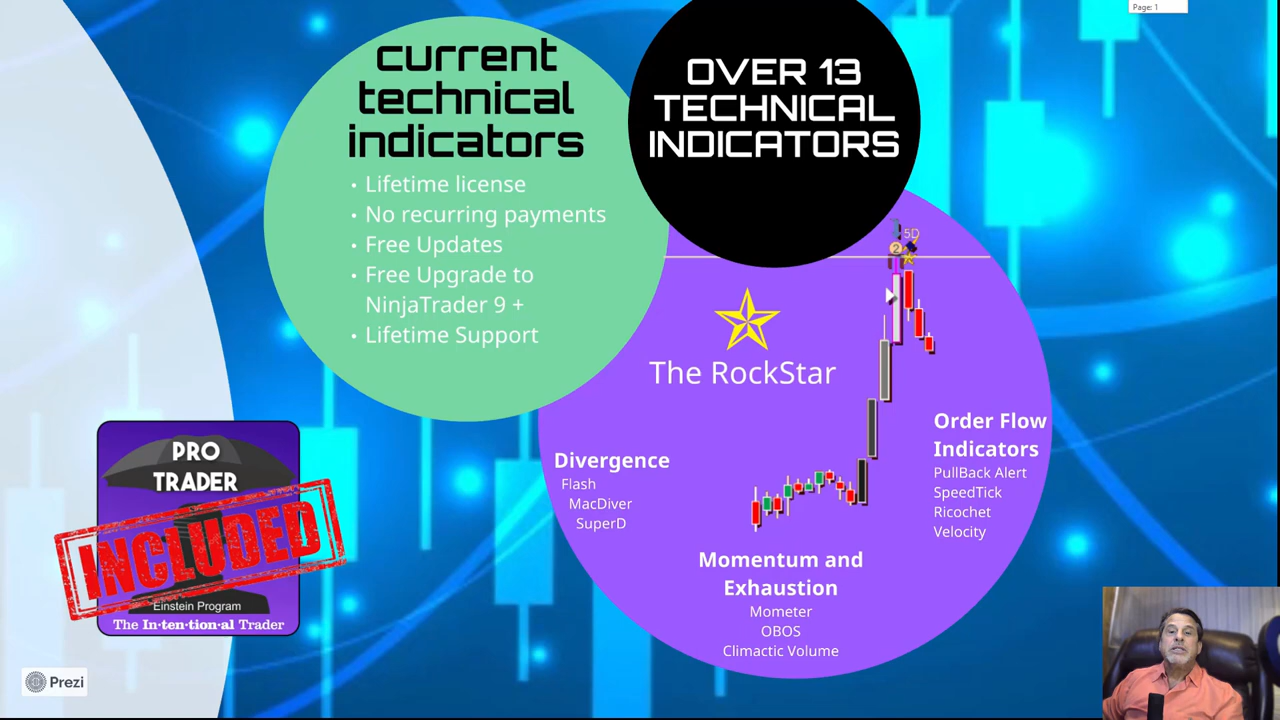 Page: 1
current
technical
indicators
• Lifetime license
• No recurring payments
• Free Updates
• Free Upgrade to
NinjaTrader 9 +
• Lifetime Support
OVER 13
TECHNICAL
INDICATORS
5D
2
The RockStar
Divergence
Flash
MacDiver
SuperD
Order Flow
Indicators
PullBack Alert
SpeedTick
Ricochet
Velocity
Momentum and
Exhaustion
Mometer
OBOS
Climactic Volume
PRO
TRADER
INCLUDED
Einstein Program
The In·ten·tion·al Trader
Prezi